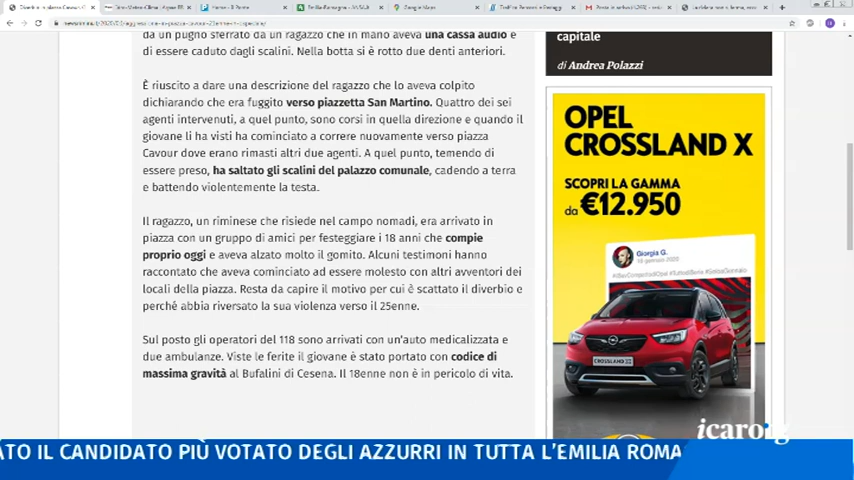 Google Maps
da un pugno sferrato da un ragazzo che in mano aveva una cassa audio e
di essere caduto dagli scalini. Nella botta si è rotto due denti anteriori.
È riuscito a dare una descrizione del ragazzo che lo aveva colpito
dichiarando che era fuggito verso piazzetta San Martino. Quattro dei sei
agenti intervenuti, a quel punto, sono corsi in quella direzione e quando il
giovane li ha visti ha cominciato a correre nuovamente verso piazza
Cavour dove erano rimasti altri due agenti. A quel punto, temendo di
essere preso, ha saltato gli scalini del palazzo comunale, cadendo a terra
e battendo violentemente la testa.
Il ragazzo, un riminese che risiede nel campo nomadi, era arrivato in
piazza con un gruppo di amici per festeggiare i 18 anni che compie
proprio oggi e aveva alzato molto il gomito. Alcuni testimoni hanno
raccontato che aveva cominciato ad essere molesto con altri avventori dei
locali della piazza. Resta da capire il motivo per cui è scattato il diverbio e
perché abbia riversato la sua violenza verso il 25enne.
Sul posto gli operatori del 118 sono arrivati con un'auto medicalizzata e
due ambulanze. Viste le ferite il giovane è stato portato con codice di
massima gravità al Bufalini di Cesena. Il 18enne non è in pericolo di vita.
capitale
di Andrea Polazzi
OPEL
CROSSLAND X
SCOPRI LA GAMMA
da €12.950
Giorgia G.
CROSSLAND X
icaro
ATO IL CANDIDATO PIÙ VOTATO DEGLI AZZURRI IN TUTTA L'EMILIA ROMA